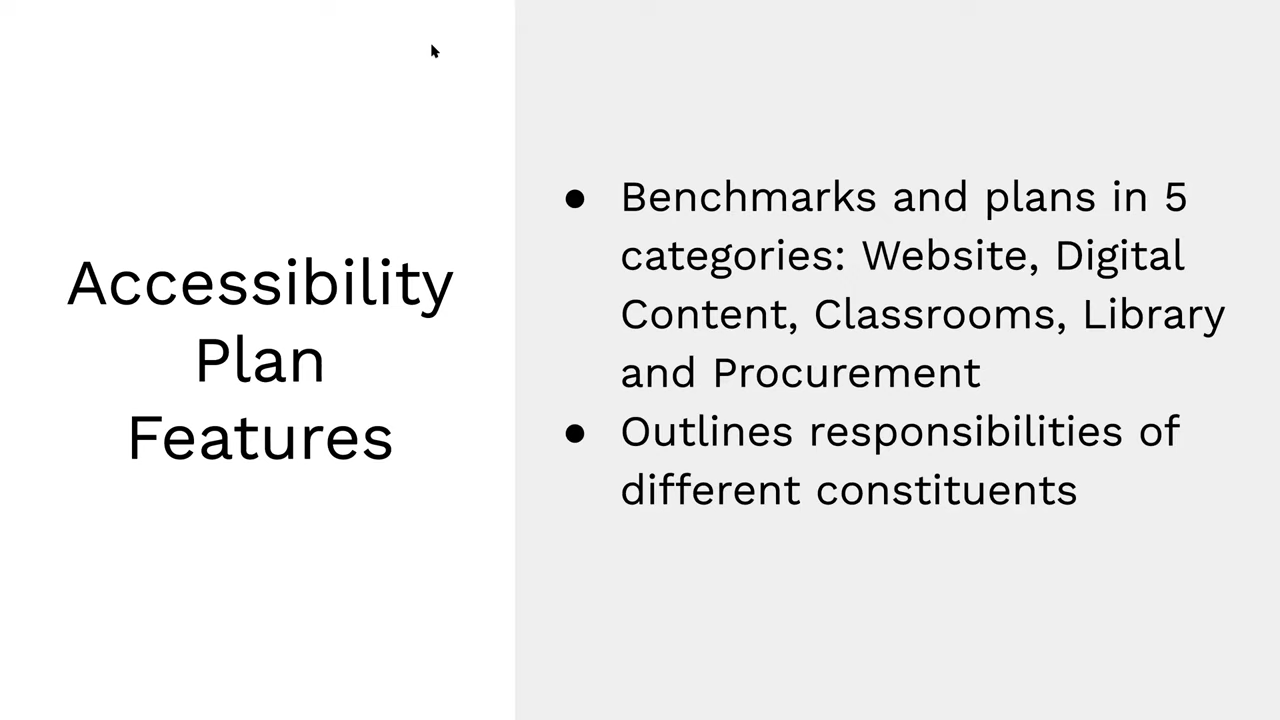 Accessibility
Plan
Features
● Benchmarks and plans in 5
categories: Website, Digital
Content, Classrooms, Library
and Procurement
● Outlines responsibilities of
different constituents